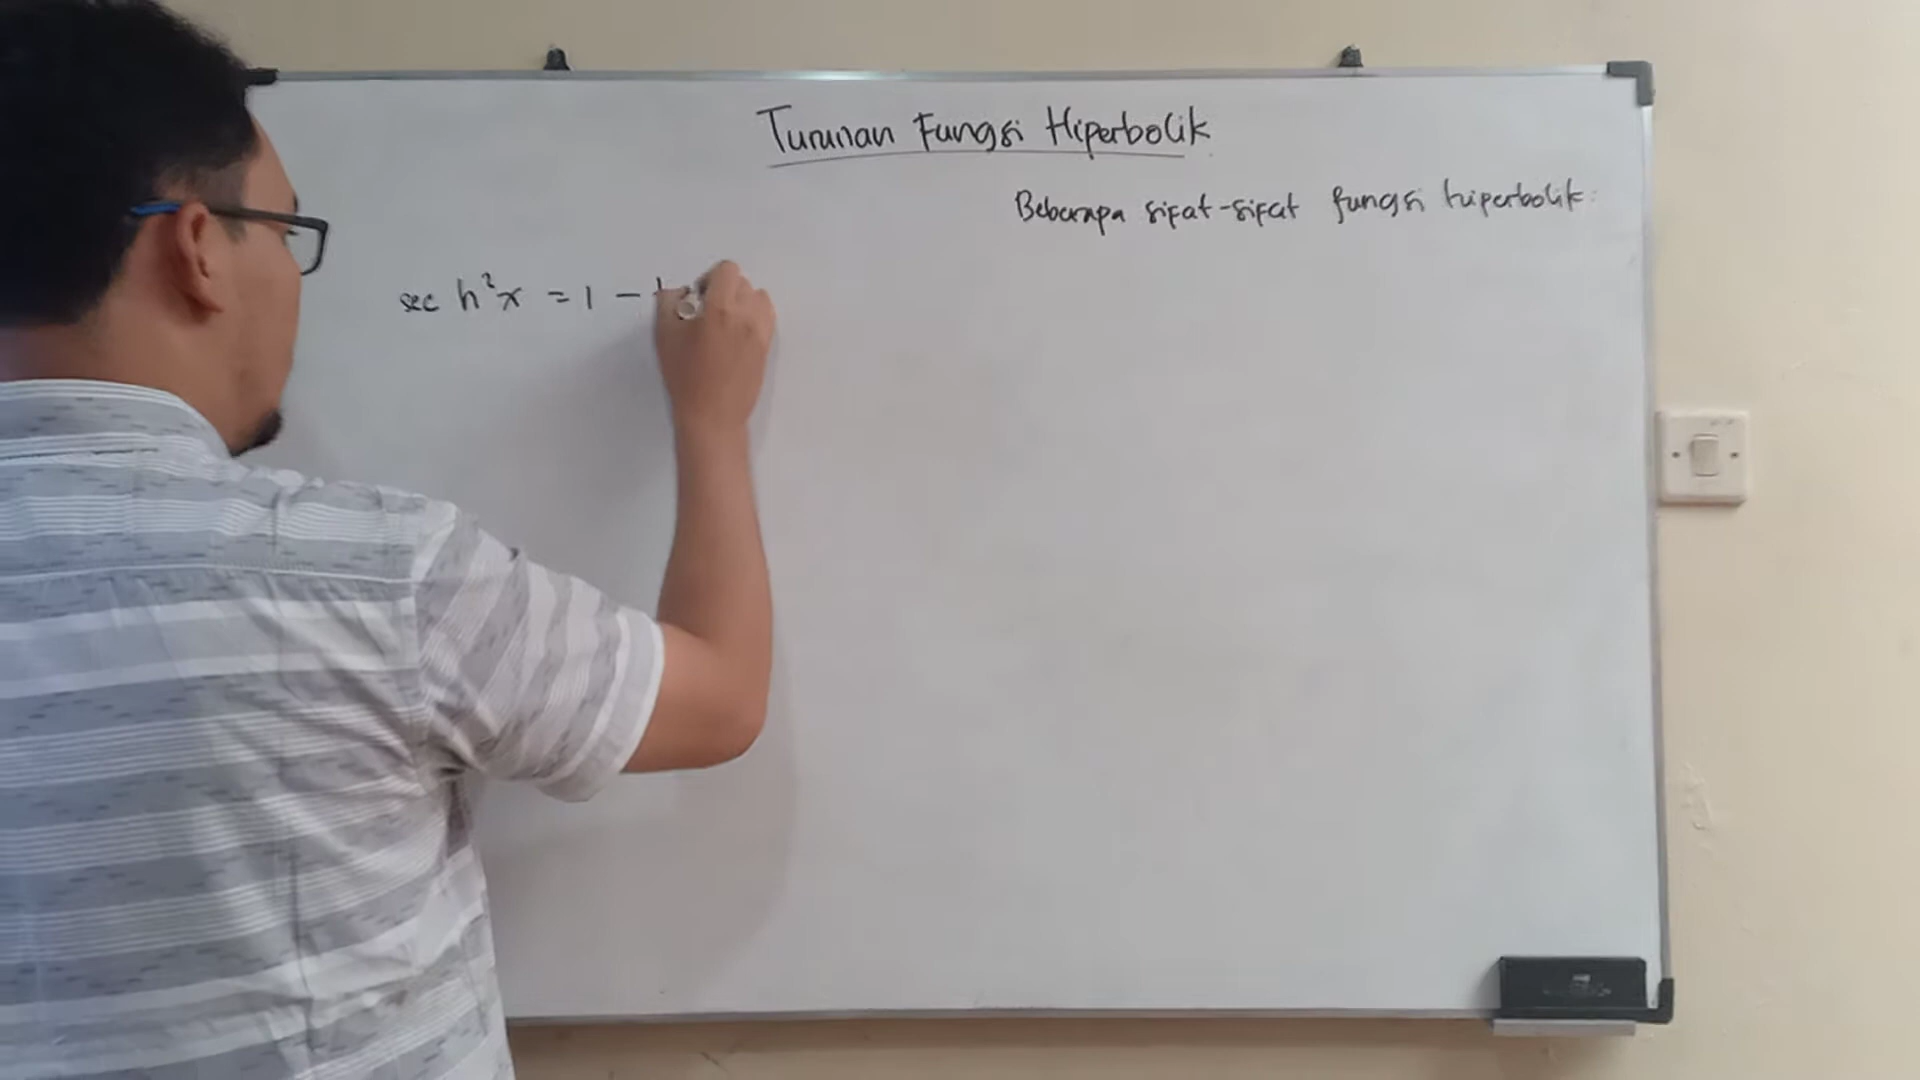 Turunan Fungsi Hiperbolik
Beberapa sifat-sifat fungsi hiperbolik:
sec h²x = 1 -